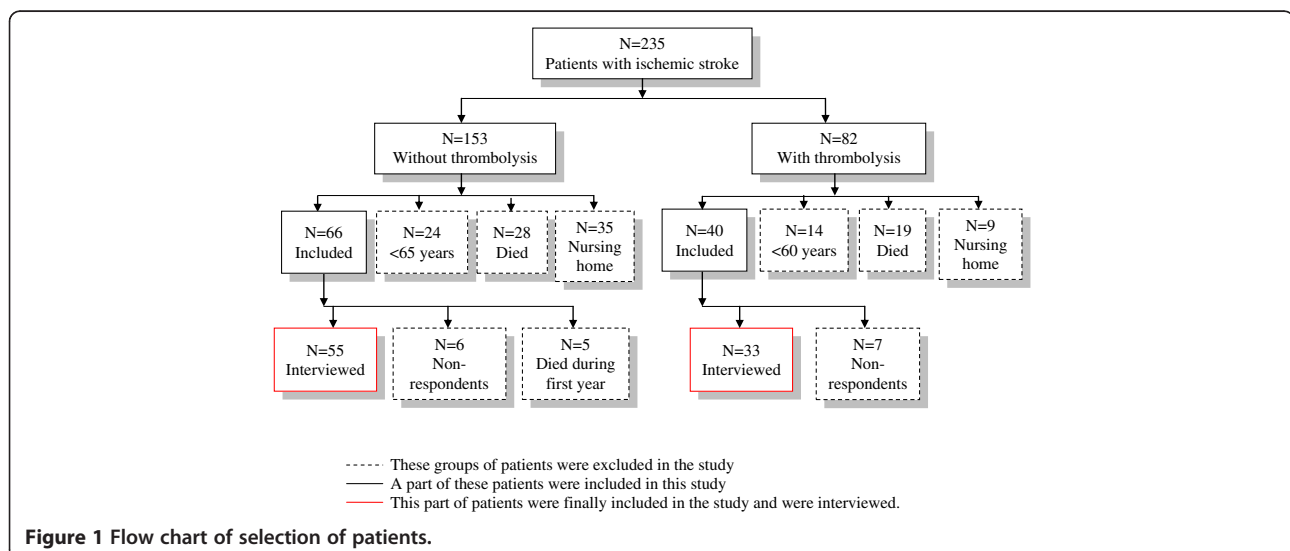 N=235
Patients with ischemic stroke
N=153
Without thrombolysis
N=82
With thrombolysis
N=66
Included
N=24
<65 years
N=28
Died
N=35
Nursing
home
N=40
Included
N=14
<60 years
N=19
Died
N=9
Nursing
home
N=55
Interviewed
N=6
Non-
respondents
N=5
Died during
first year
N=33
Interviewed
N=7
Non-
respondents
These groups of patients were excluded in the study
A part of these patients were included in this study
This part of patients were finally included in the study and were interviewed.
Figure 1 Flow chart of selection of patients.